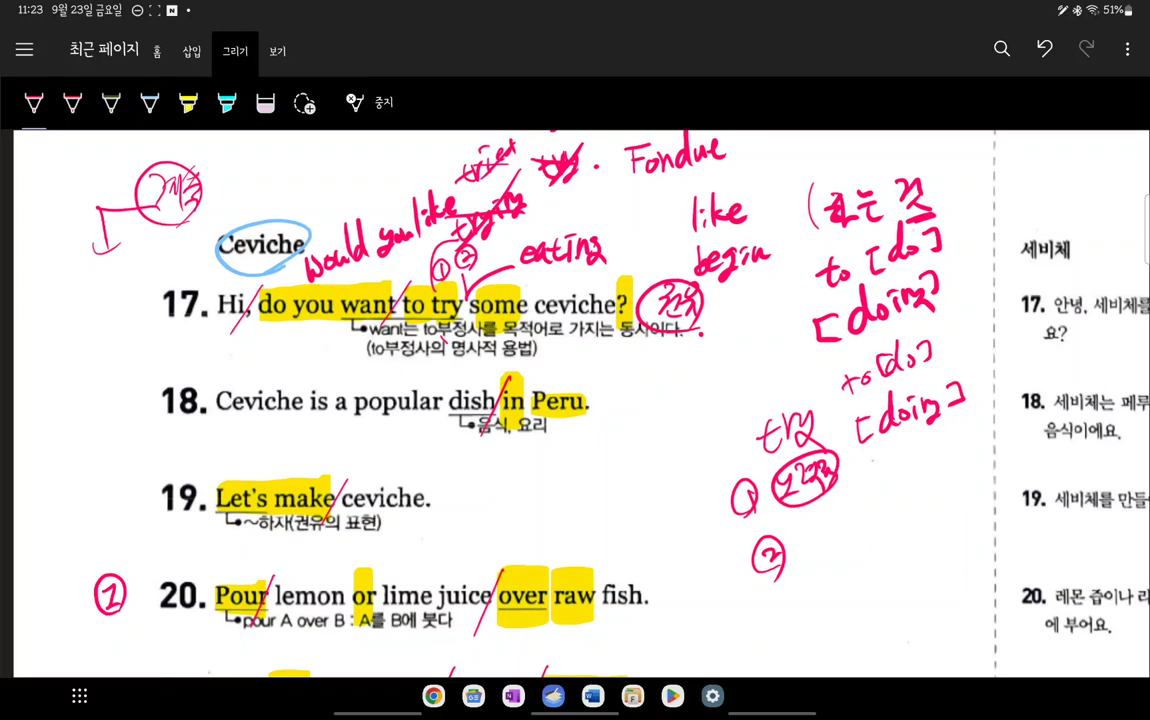 11:23 9월 23일 금요일
51%
최근 페이지 홈 삽입 그리기 보기
중지
Fondue
would you like
eating
like
begin
to [do]
[doing]
to [do]
[doing]
try
①
②
① ②
Ceviche
17. Hi, do you want to try some ceviche? 권유
want는 to부정사를 목적어로 가지는 동사이다.
(to부정사의 명사적 용법)
18. Ceviche is a popular dish in Peru.
음식, 요리
19. Let's make ceviche.
~하자(권유의 표현)
①
20. Pour lemon or lime juice over raw fish.
pour A over B : A를 B에 붓다
세비체
17. 안녕, 세비체를
요?
18. 세비체는 페루
음식이에요.
19. 세비체를 만들
20. 레몬 즙이나 라
에 부어요.